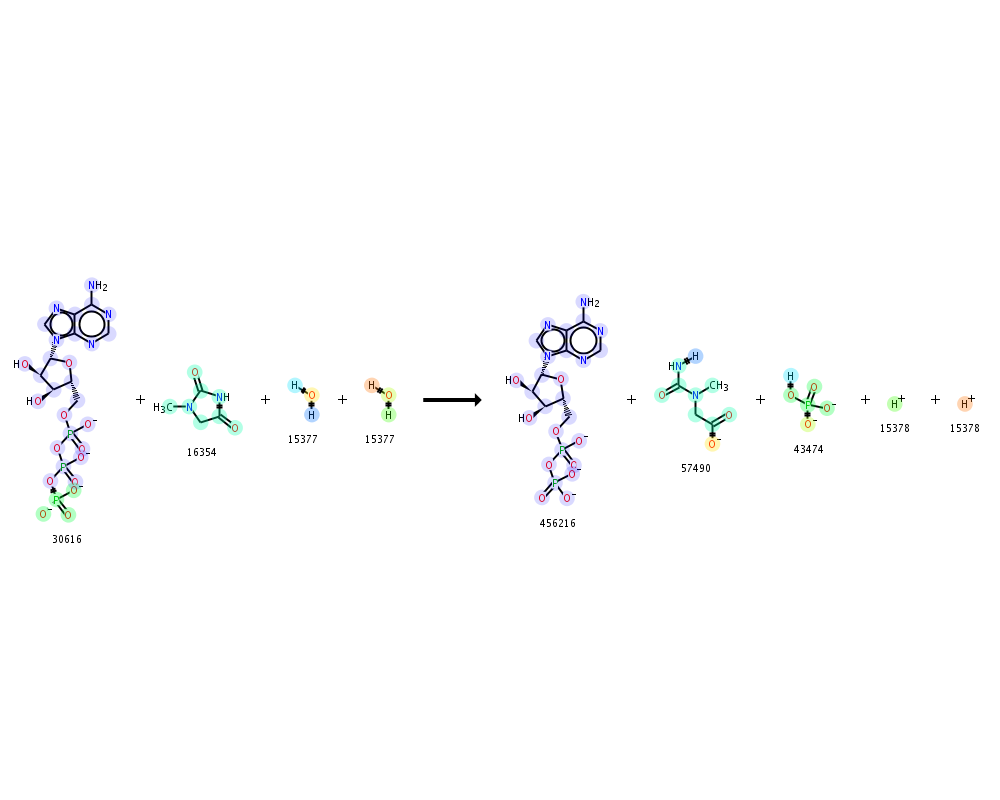 NH2
N
N
N
N
HO
O
HO
O
O-
P
O
O
O-
P
O
O
O-
P
O-
O
30616
+
O
H3C
N
NH
O
16354
+
H
O
H
15377
+
H
O
H
15377
NH2
N
N
N
N
HO
O
HO
O
O-
P
O
O
O-
P
O
O-
456216
+
H
HN
O
N
CH3
O
O-
57490
+
H
O
O
P
O-
O-
43474
+
H+
15378
+
H+
15378